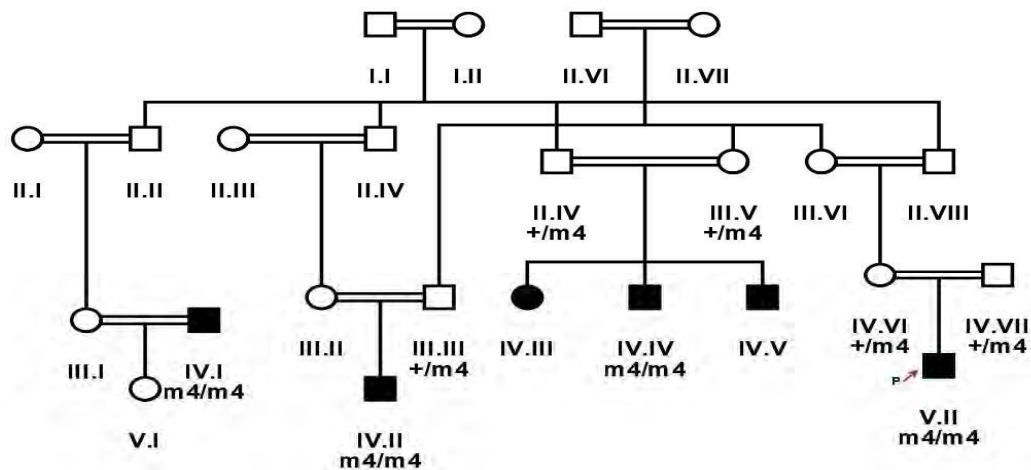 I.I I.II II.VI II.VII
II.I II.II II.III II.IV II.IV III.V III.VI II.VIII
+/m4 +/m4
III.I IV.I III.II III.III IV.III IV.IV IV.V IV.VI IV.VII
m4/m4 +/m4 m4/m4 +/m4 +/m4
P
V.I IV.II V.II
m4/m4 m4/m4